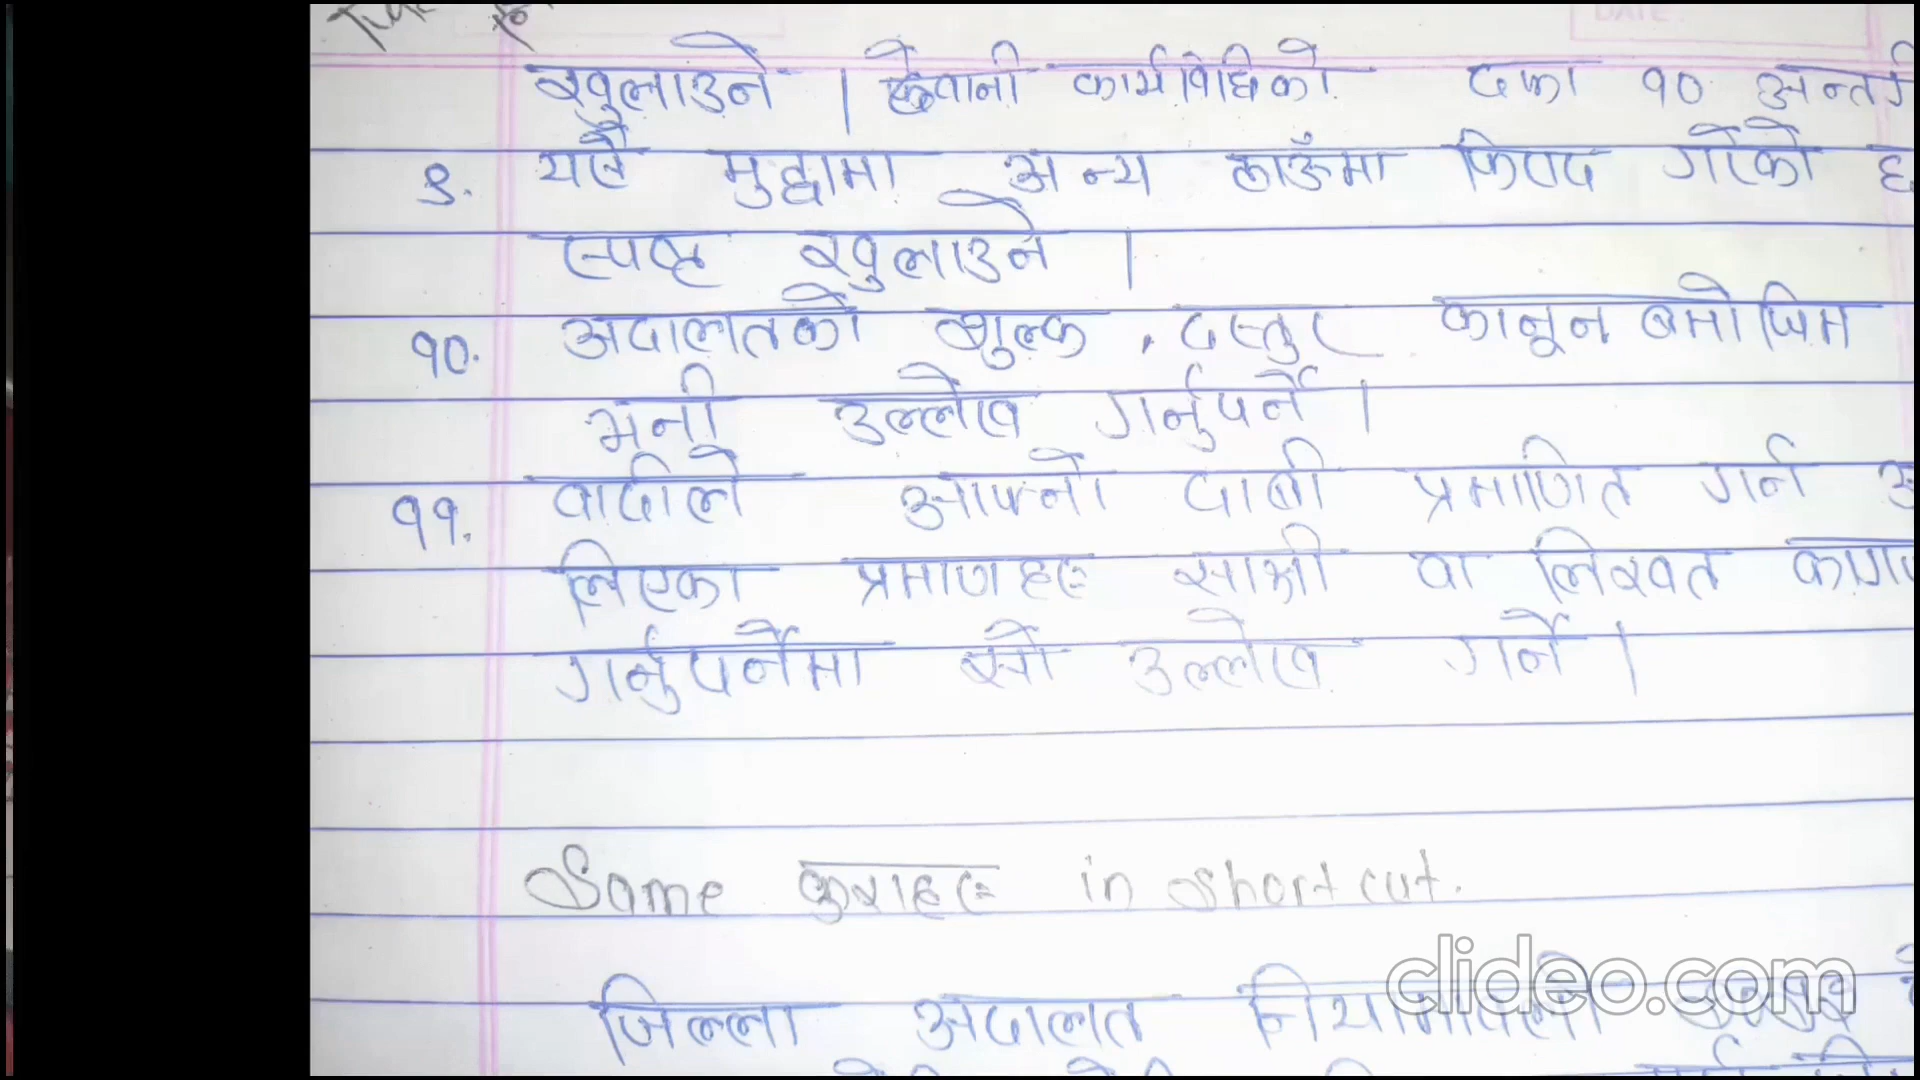 खुलाउने । देवानी कार्यविधिको दफा १० अन्तर्ग
९. यसै मुद्दामा अन्य ठाऊँमा फिराद गरेको छ
स्पष्ट खुलाउने ।
१०. अदालतको शुल्क, दस्तुर कानून बमोजिम
भनी उल्लेख गर्नुपर्ने ।
११. वादीले आफ्नो दाबी प्रमाणित गर्न
लिएका प्रमाणहरू साक्षी वा लिखत काग
गर्नुपर्नेमा सो उल्लेख गर्ने ।
Same कुराहरू in shortcut.
clideo.com
जिल्ला अदालत नियमावली